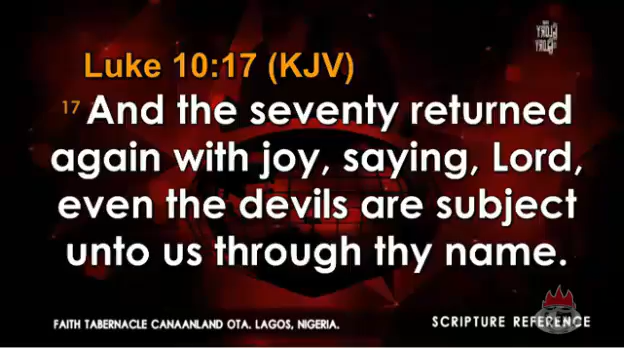 Luke 10:17 (KJV)
17 And the seventy returned
again with joy, saying, Lord,
even the devils are subject
unto us through thy name.
FAITH TABERNACLE CANAANLAND OTA. LAGOS, NIGERIA.
SCRIPTURE REFERENCE